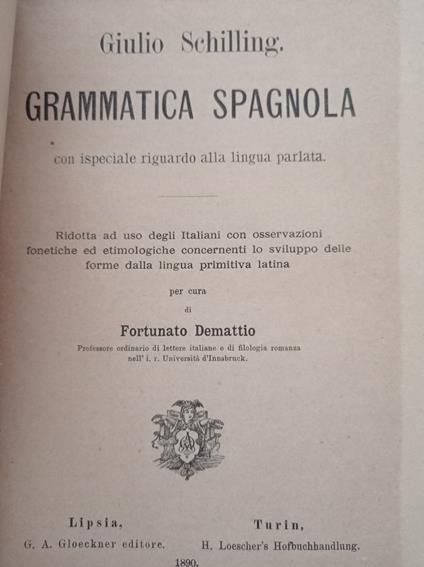 Giulio Schilling.
GRAMMATICA SPAGNOLA
con ispeciale riguardo alla lingua parlata.
Ridotta ad uso degli Italiani con osservazioni
fonetiche ed etimologiche concernenti lo sviluppo delle
forme dalla lingua primitiva latina
per cura
di
Fortunato Demattio
Professore ordinario di lettere italiane e di filologia romanza
nell' i. r. Università d'Innsbruck.
Lipsia,
G. A. Gloeckner editore.
Turin,
H. Loescher's Hofbuchhandlung.
1890.